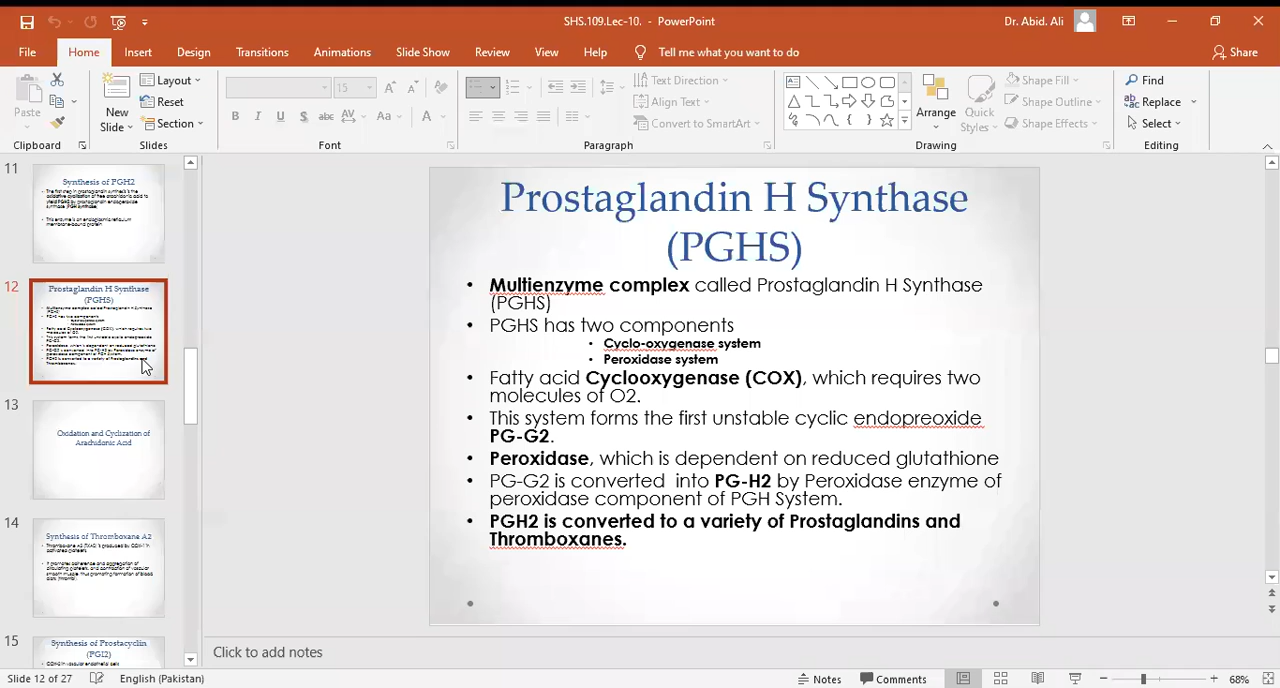 SHS.109.Lec-10. - PowerPoint
Dr. Abid. Ali
File Home Insert Design Transitions Animations Slide Show Review View Help Tell me what you want to do Share
Paste
Clipboard
New Slide
Layout
Reset
Section
Slides
15
B I U S abc AV Aa A
Font
Text Direction
Align Text
Convert to SmartArt
Paragraph
Arrange
Quick Styles
Shape Fill
Shape Outline
Shape Effects
Drawing
Find
Replace
Select
Editing
11
Synthesis of PGH2
12
Prostaglandin H Synthase
(PGHS)
13
Oxidation and Cyclization of
Arachidonic Acid
14
Synthesis of Thromboxane A2
15
Synthesis of Prostacyclin
(PGI2)
Prostaglandin H Synthase
(PGHS)
• Multienzyme complex called Prostaglandin H Synthase
(PGHS)
• PGHS has two components
• Cyclo-oxygenase system
• Peroxidase system
• Fatty acid Cyclooxygenase (COX), which requires two
molecules of O2.
• This system forms the first unstable cyclic endopreoxide
PG-G2.
• Peroxidase, which is dependent on reduced glutathione
• PG-G2 is converted into PG-H2 by Peroxidase enzyme of
peroxidase component of PGH System.
• PGH2 is converted to a variety of Prostaglandins and
Thromboxanes.
Click to add notes
Slide 12 of 27 English (Pakistan) Notes Comments 68%